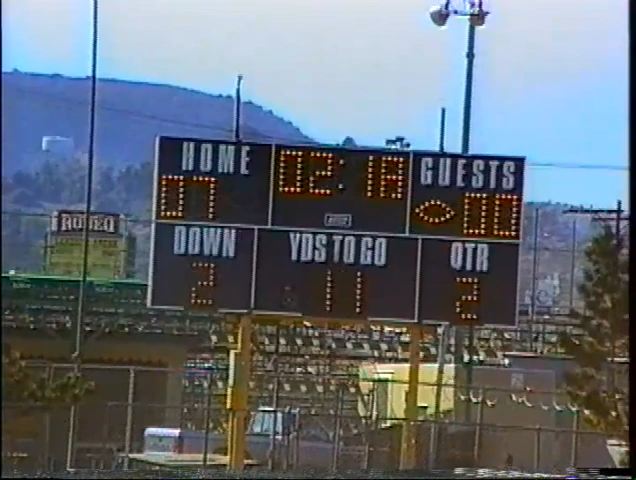 HOME 02:18 GUESTS
07 00
DOWN YDS TO GO QTR
2 11 2
RODEO